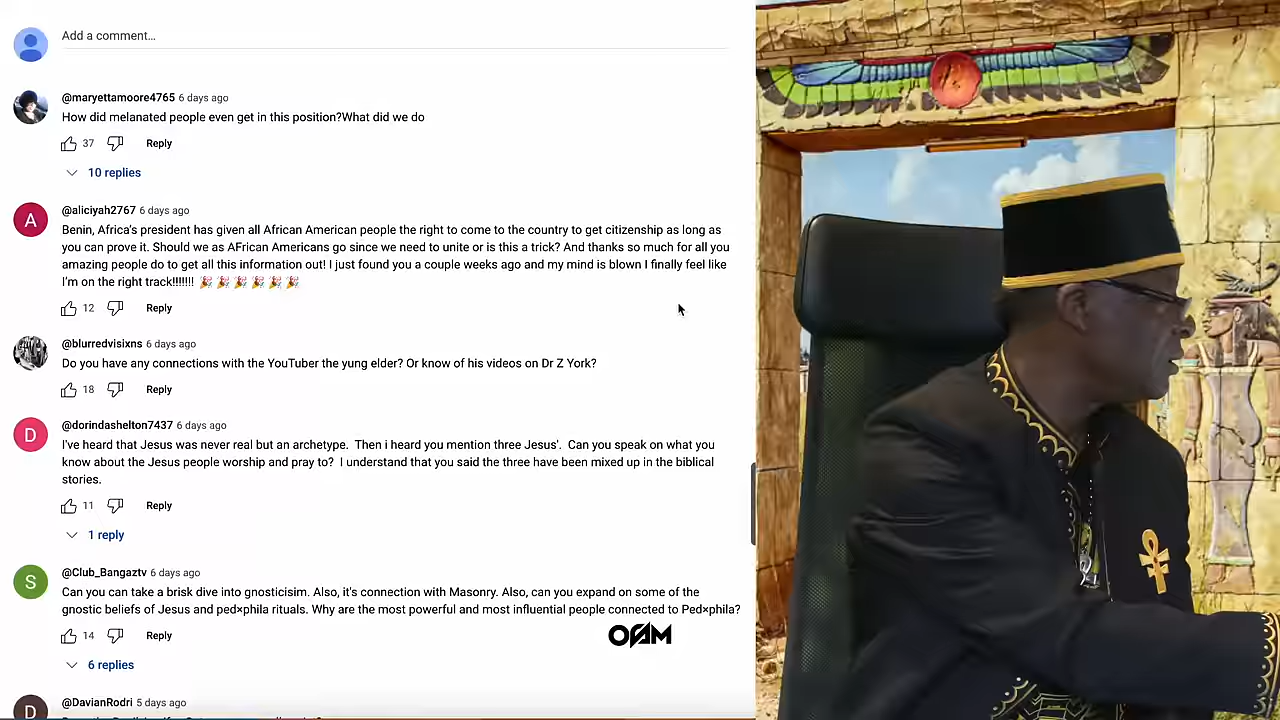 Add a comment...
@maryettamoore4765 6 days ago
How did melanated people even get in this position?What did we do
37 Reply
10 replies
A
@aliciyah2767 6 days ago
Benin, Africa's president has given all African American people the right to come to the country to get citizenship as long as
you can prove it. Should we as AFrican Americans go since we need to unite or is this a trick? And thanks so much for all you
amazing people do to get all this information out! I just found you a couple weeks ago and my mind is blown I finally feel like
I'm on the right track!!!!!!! 🎉 🎉 🎉 🎉 🎉 🎉
12 Reply
@blurredvisixns 6 days ago
Do you have any connections with the YouTuber the yung elder? Or know of his videos on Dr Z York?
18 Reply
D
@dorindashelton7437 6 days ago
I've heard that Jesus was never real but an archetype. Then i heard you mention three Jesus'. Can you speak on what you
know about the Jesus people worship and pray to? I understand that you said the three have been mixed up in the biblical
stories.
11 Reply
1 reply
S
@Club_Bangaztv 6 days ago
Can you can take a brisk dive into gnosticisim. Also, it's connection with Masonry. Also, can you expand on some of the
gnostic beliefs of Jesus and ped×phila rituals. Why are the most powerful and most influential people connected to Ped×phila?
14 Reply
OFAM
6 replies
D
@DavianRodri 5 days ago